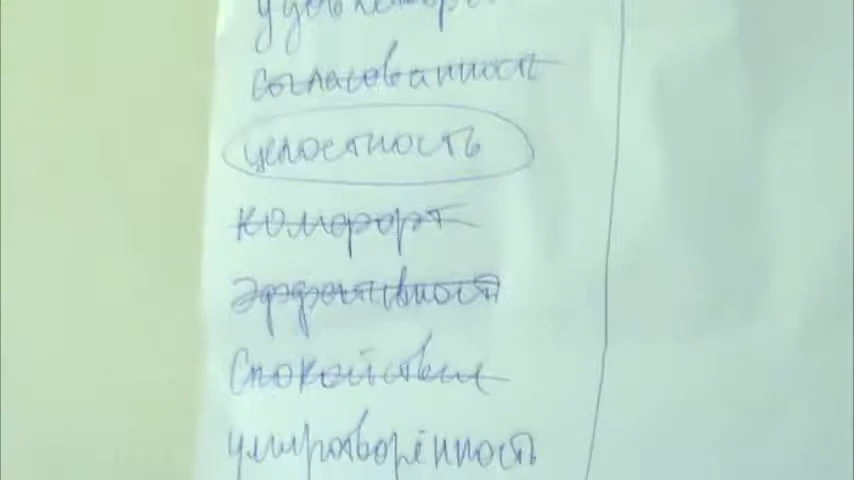 согласованность
целостность
комфорт
эффективность
спокойствие
умиротворённость